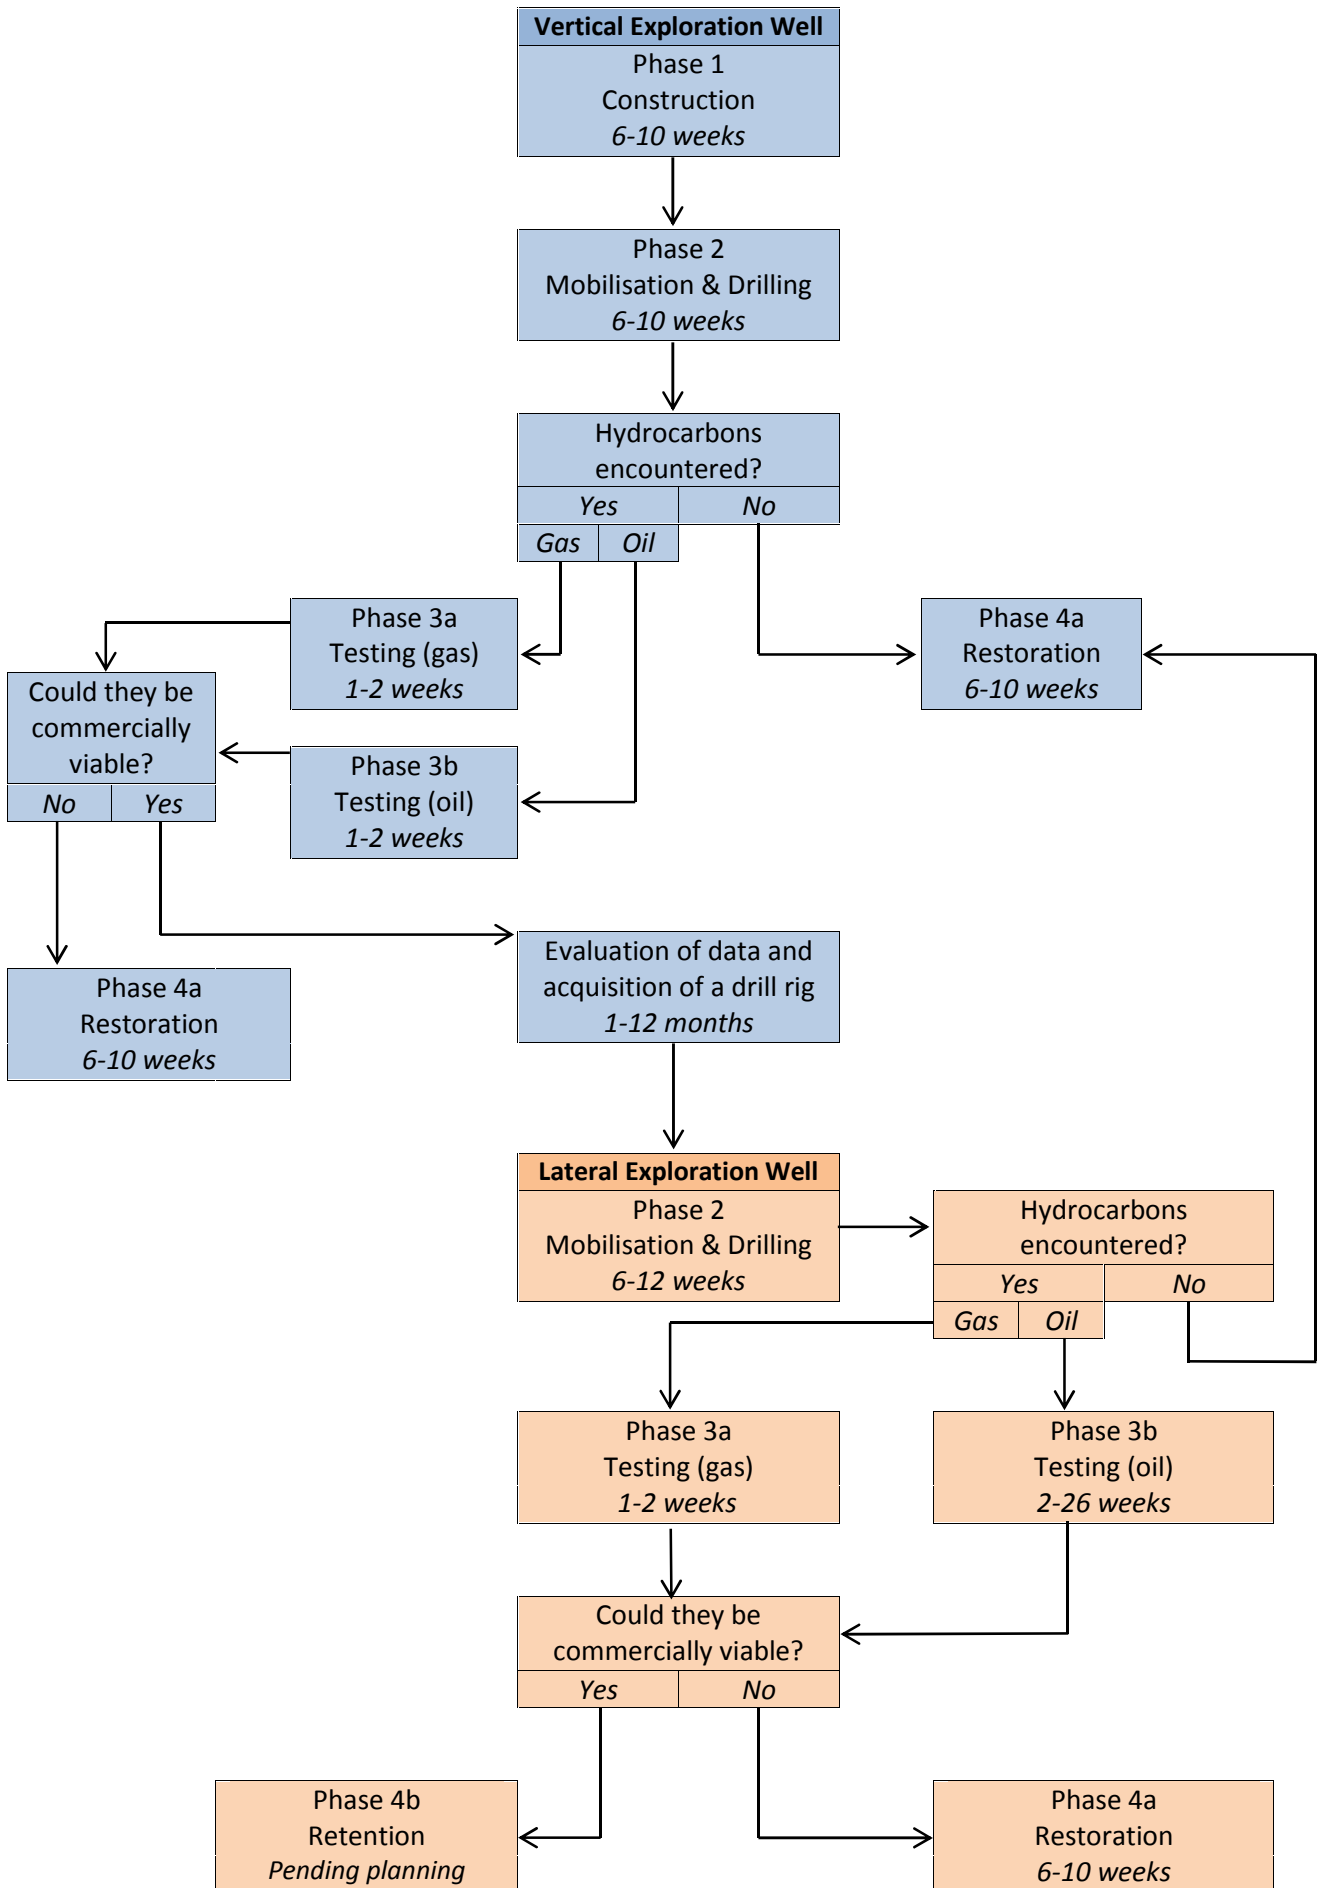 Vertical Exploration Well
Phase 1
Construction
6-10 weeks
Phase 2
Mobilisation & Drilling
6-10 weeks
Hydrocarbons
encountered?
Yes
No
Gas
Oil
Phase 3a
Testing (gas)
1-2 weeks
Phase 4a
Restoration
6-10 weeks
Could they be
commercially
viable?
No
Yes
Phase 3b
Testing (oil)
1-2 weeks
Phase 4a
Restoration
6-10 weeks
Evaluation of data and
acquisition of a drill rig
1-12 months
Lateral Exploration Well
Phase 2
Mobilisation & Drilling
6-12 weeks
Hydrocarbons
encountered?
Yes
No
Gas
Oil
Phase 3a
Testing (gas)
1-2 weeks
Phase 3b
Testing (oil)
2-26 weeks
Could they be
commercially viable?
Yes
No
Phase 4b
Retention
Pending planning
Phase 4a
Restoration
6-10 weeks